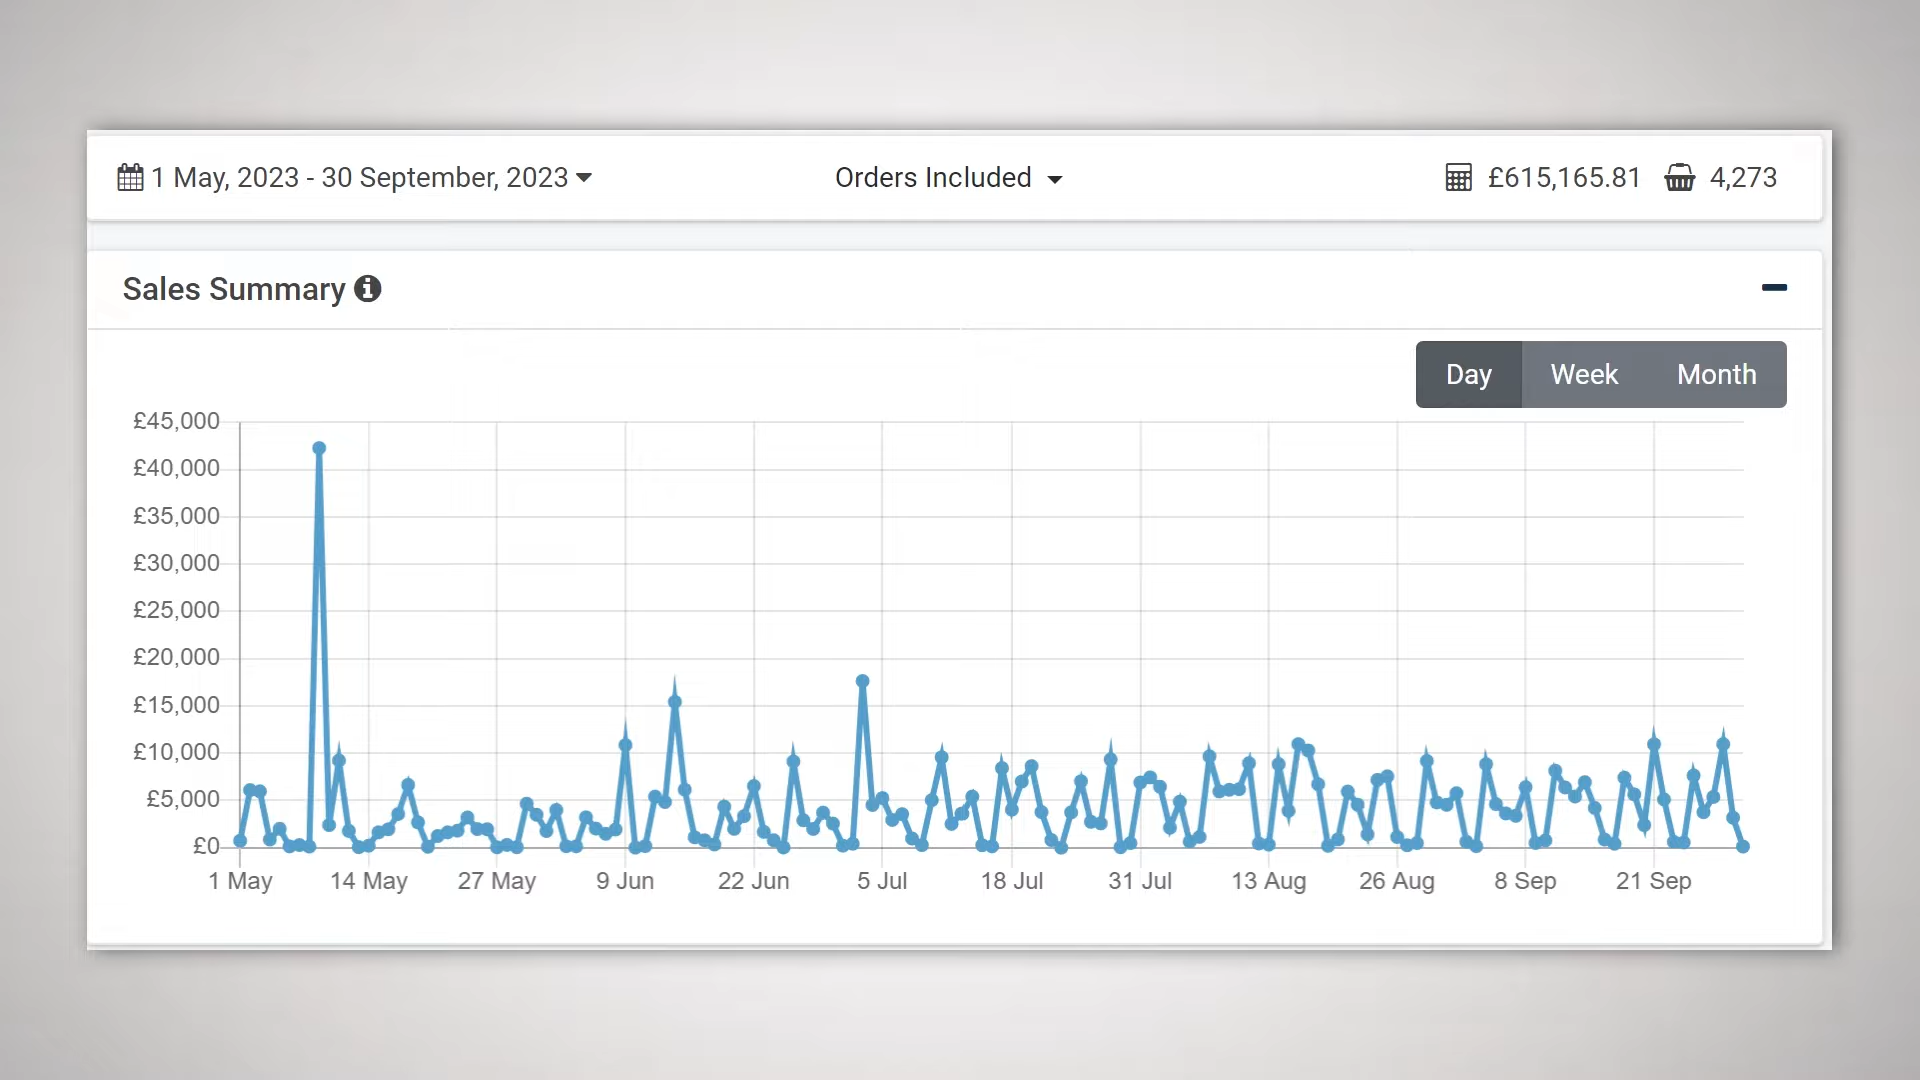 1 May, 2023 - 30 September, 2023 Orders Included £615,165.81 4,273
Sales Summary
Day Week Month
£45,000
£40,000
£35,000
£30,000
£25,000
£20,000
£15,000
£10,000
£5,000
£0
1 May 14 May 27 May 9 Jun 22 Jun 5 Jul 18 Jul 31 Jul 13 Aug 26 Aug 8 Sep 21 Sep